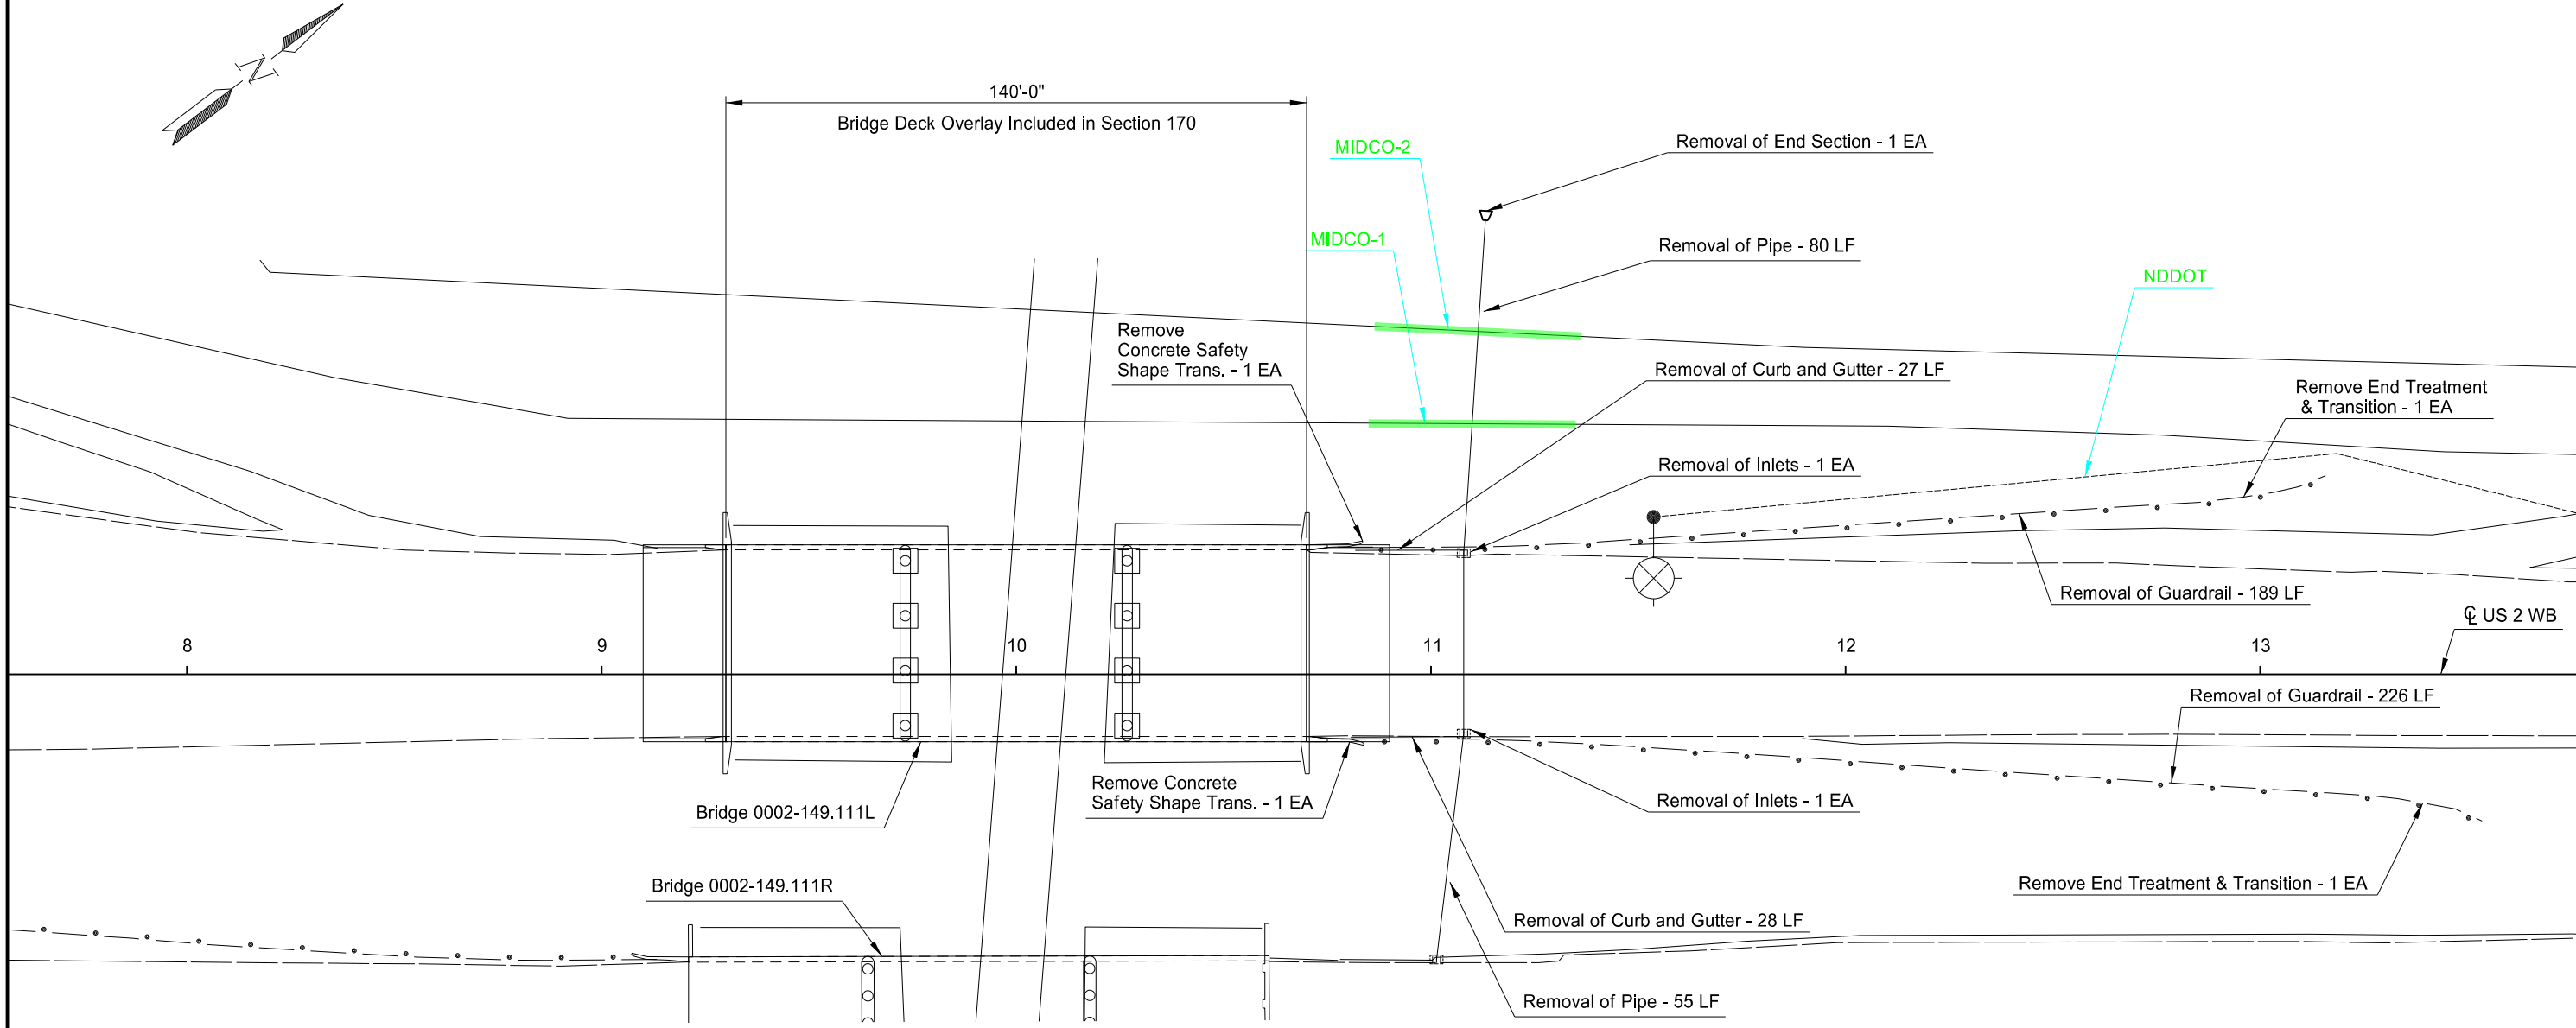 N
140'-0"
Bridge Deck Overlay Included in Section 170
MIDCO-2
Removal of End Section - 1 EA
MIDCO-1
Removal of Pipe - 80 LF
NDDOT
Remove
Concrete Safety
Shape Trans. - 1 EA
Removal of Curb and Gutter - 27 LF
Remove End Treatment
& Transition - 1 EA
Removal of Inlets - 1 EA
Removal of Guardrail - 189 LF
℄ US 2 WB
8
9
10
11
12
13
Removal of Guardrail - 226 LF
Remove Concrete
Safety Shape Trans. - 1 EA
Removal of Inlets - 1 EA
Bridge 0002-149.111L
Bridge 0002-149.111R
Remove End Treatment & Transition - 1 EA
Removal of Curb and Gutter - 28 LF
Removal of Pipe - 55 LF